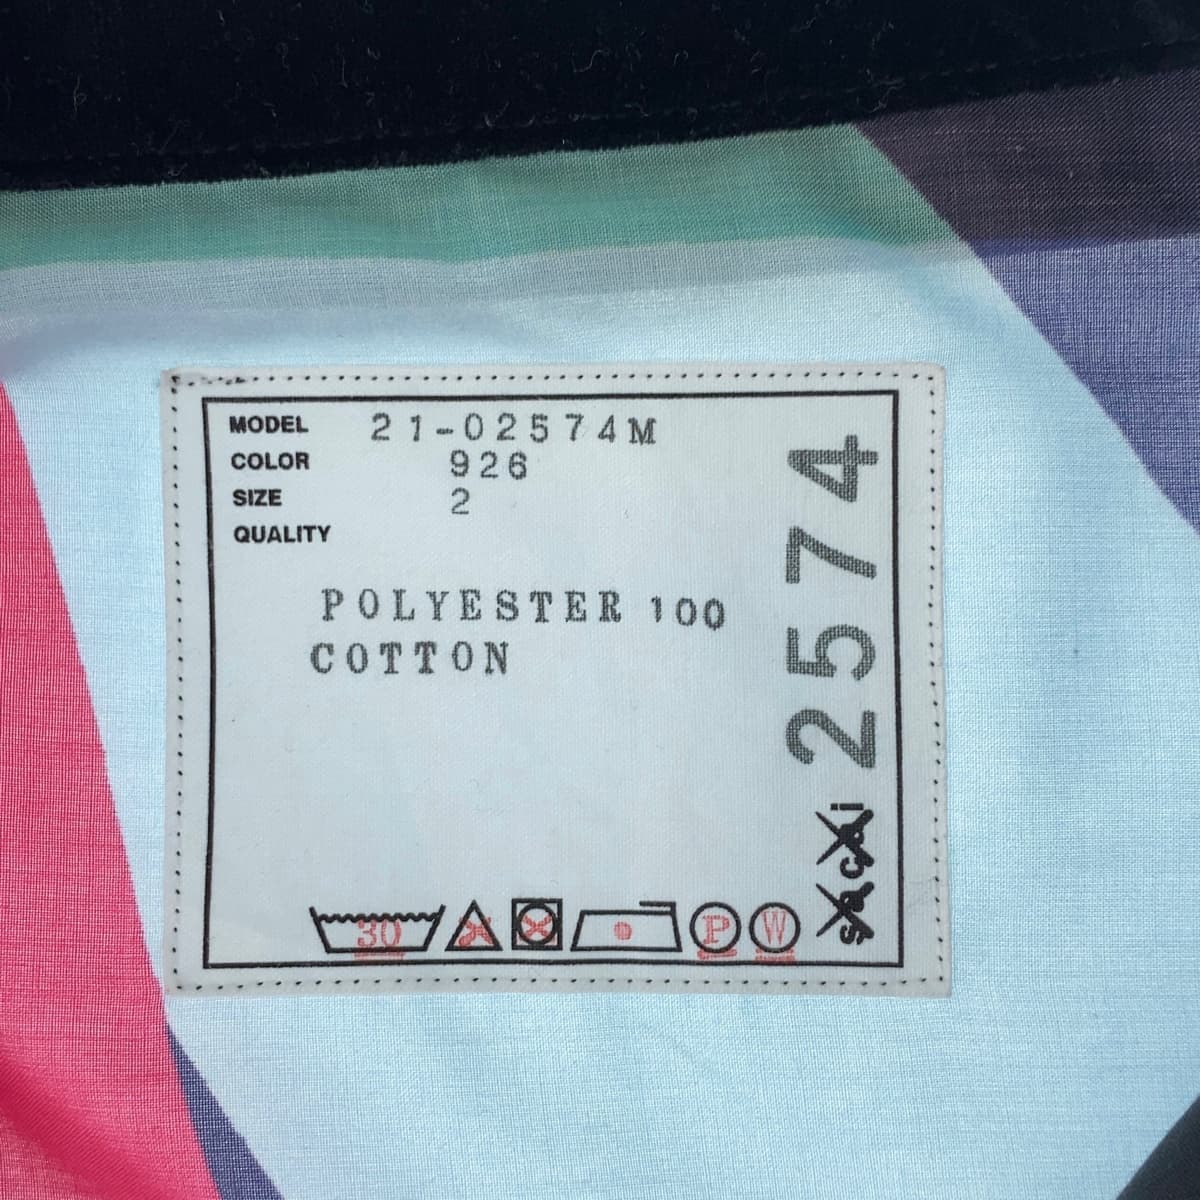 MODEL 21-02574M
COLOR 926
SIZE 2
QUALITY
POLYESTER 100
COTTON
30
P
W
sacai 2574